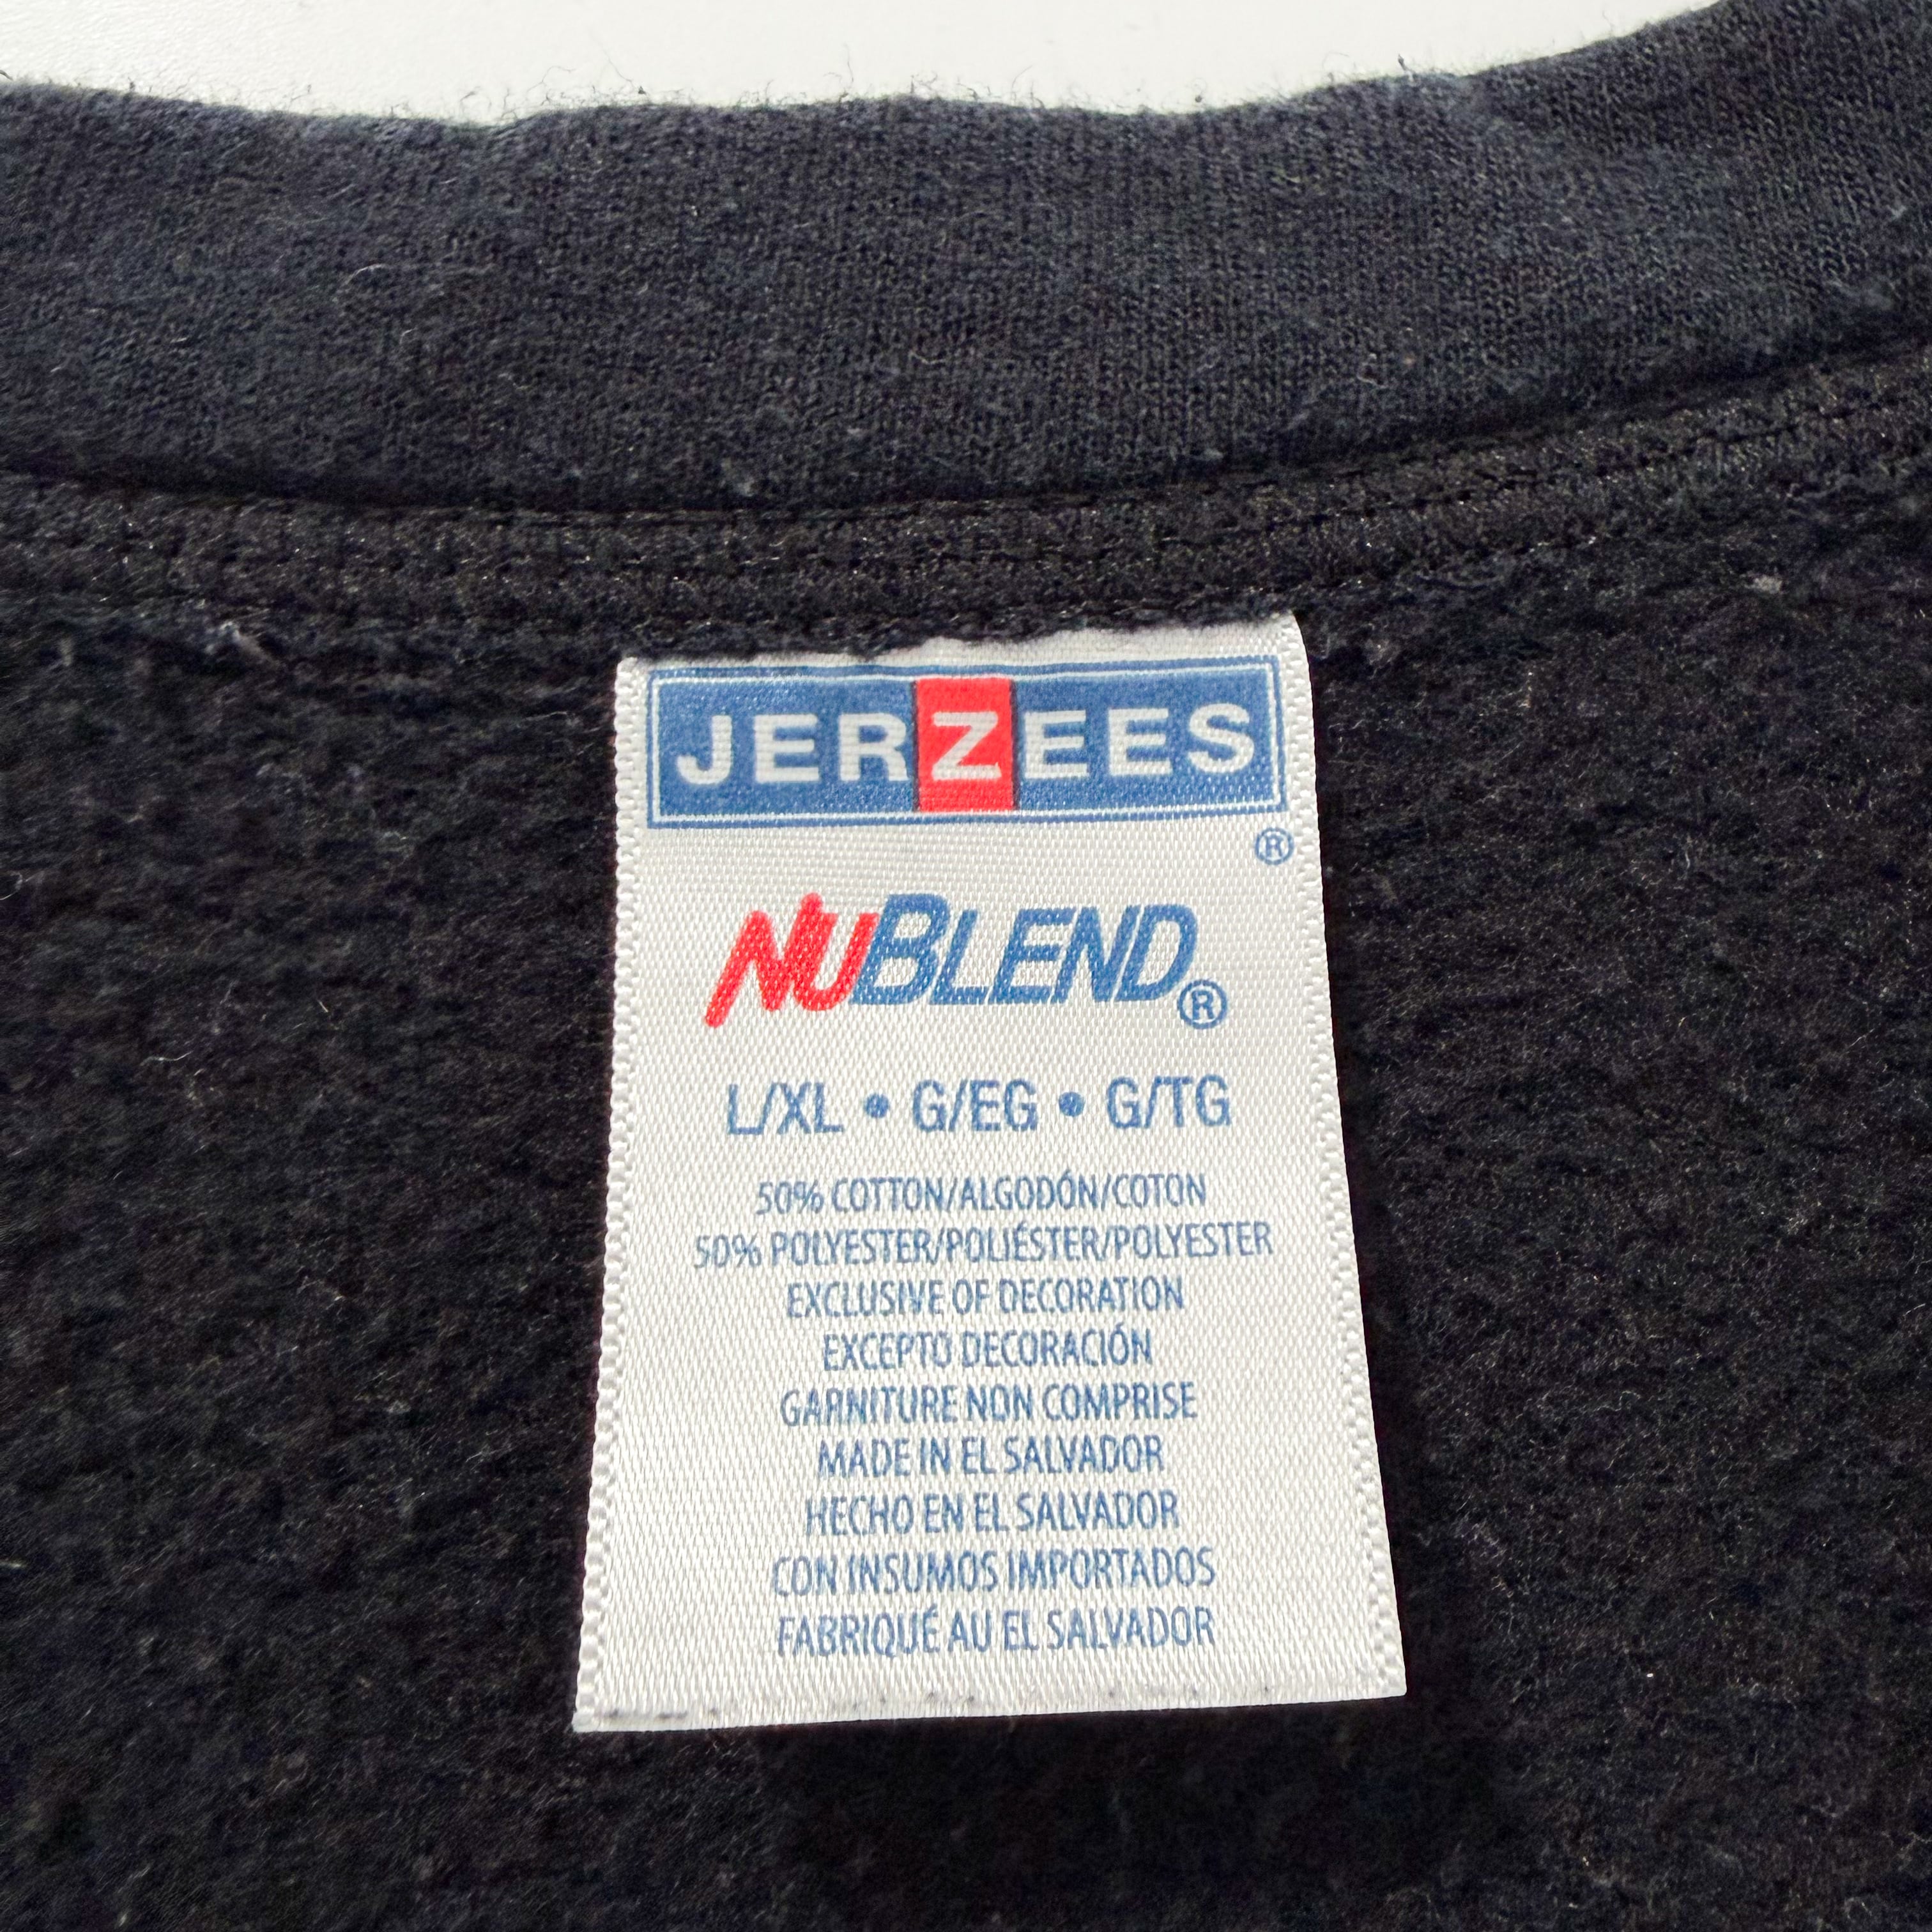 JERZEES
®
NUBLEND®
L/XL • G/EG • G/TG
50% COTTON/ALGODÓN/COTON
50% POLYESTER/POLIÉSTER/POLYESTER
EXCLUSIVE OF DECORATION
EXCEPTO DECORACIÓN
GARNITURE NON COMPRISE
MADE IN EL SALVADOR
HECHO EN EL SALVADOR
CON INSUMOS IMPORTADOS
FABRIQUÉ AU EL SALVADOR